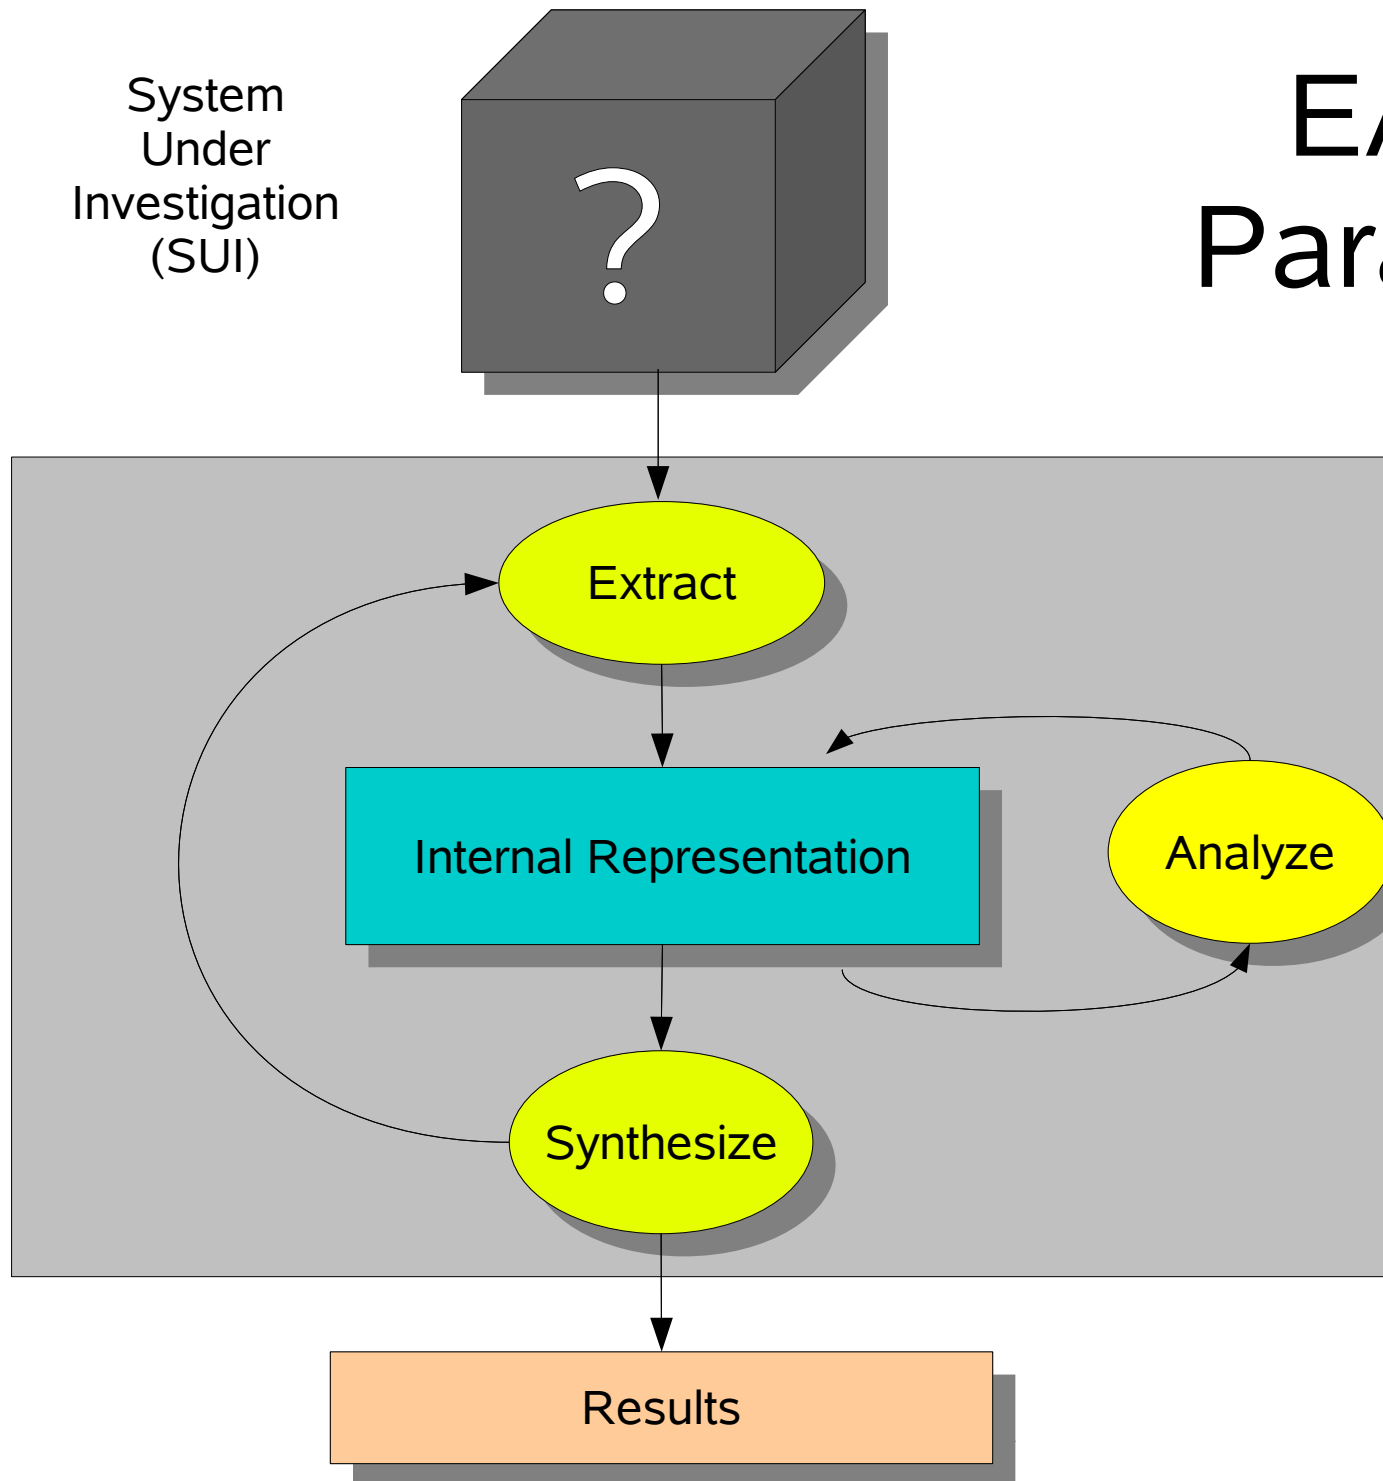 System
Under
Investigation
(SUI)
?
Extract
Internal Representation
Analyze
Synthesize
Results